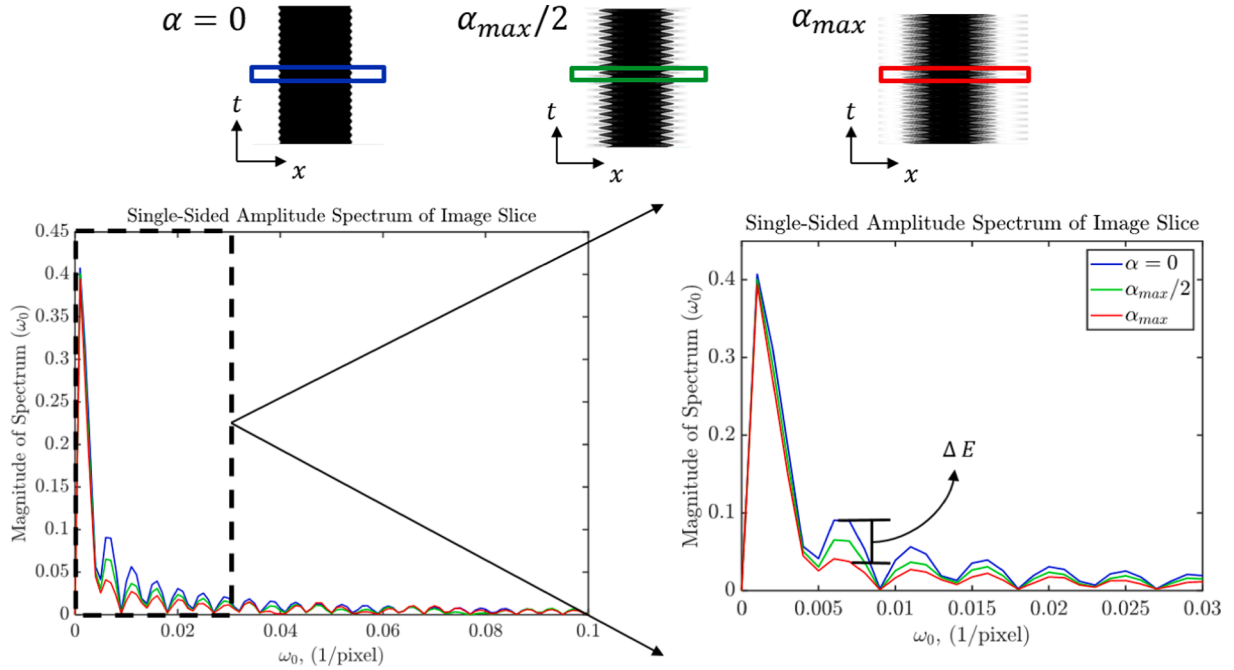 α = 0
α_max/2
α_max
t
x
t
x
t
x
Single-Sided Amplitude Spectrum of Image Slice
0.45
0.4
0.35
0.3
0.25
0.2
0.15
0.1
0.05
0
Magnitude of Spectrum (ω₀)
0 0.02 0.04 0.06 0.08 0.1
ω₀, (1/pixel)
Single-Sided Amplitude Spectrum of Image Slice
α = 0
α_max/2
α_max
Δ E
0.4
0.3
0.2
0.1
0
Magnitude of Spectrum (ω₀)
0 0.005 0.01 0.015 0.02 0.025 0.03
ω₀, (1/pixel)